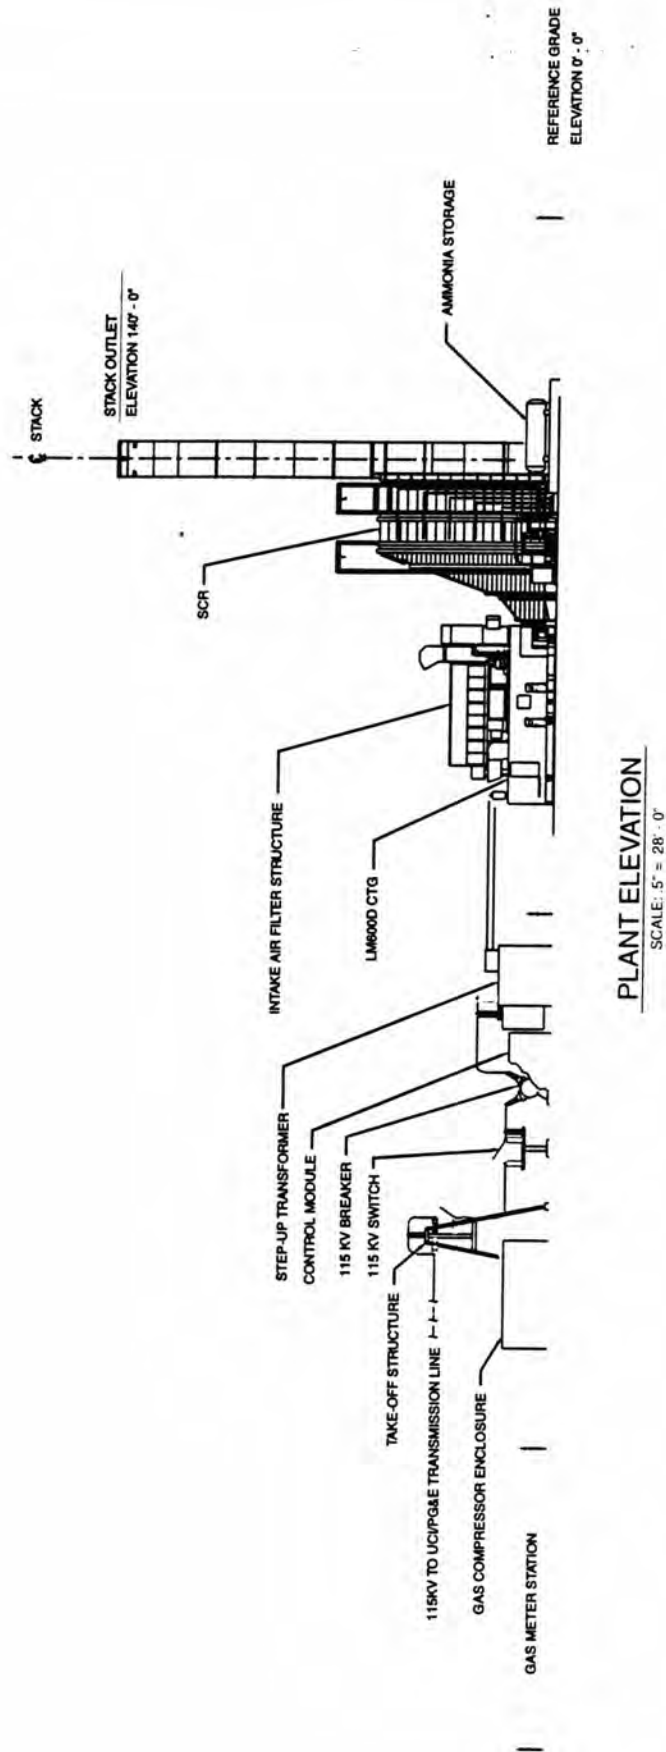 STACK
STACK OUTLET
ELEVATION 140' - 0"
SCR
INTAKE AIR FILTER STRUCTURE
LM6000 CTG
STEP-UP TRANSFORMER
CONTROL MODULE
115 KV BREAKER
115 KV SWITCH
TAKE-OFF STRUCTURE
115KV TO UCI/PG&E TRANSMISSION LINE
GAS COMPRESSOR ENCLOSURE
GAS METER STATION
AMMONIA STORAGE
REFERENCE GRADE
ELEVATION 0' - 0"
PLANT ELEVATION
SCALE: .5" = 28' - 0"